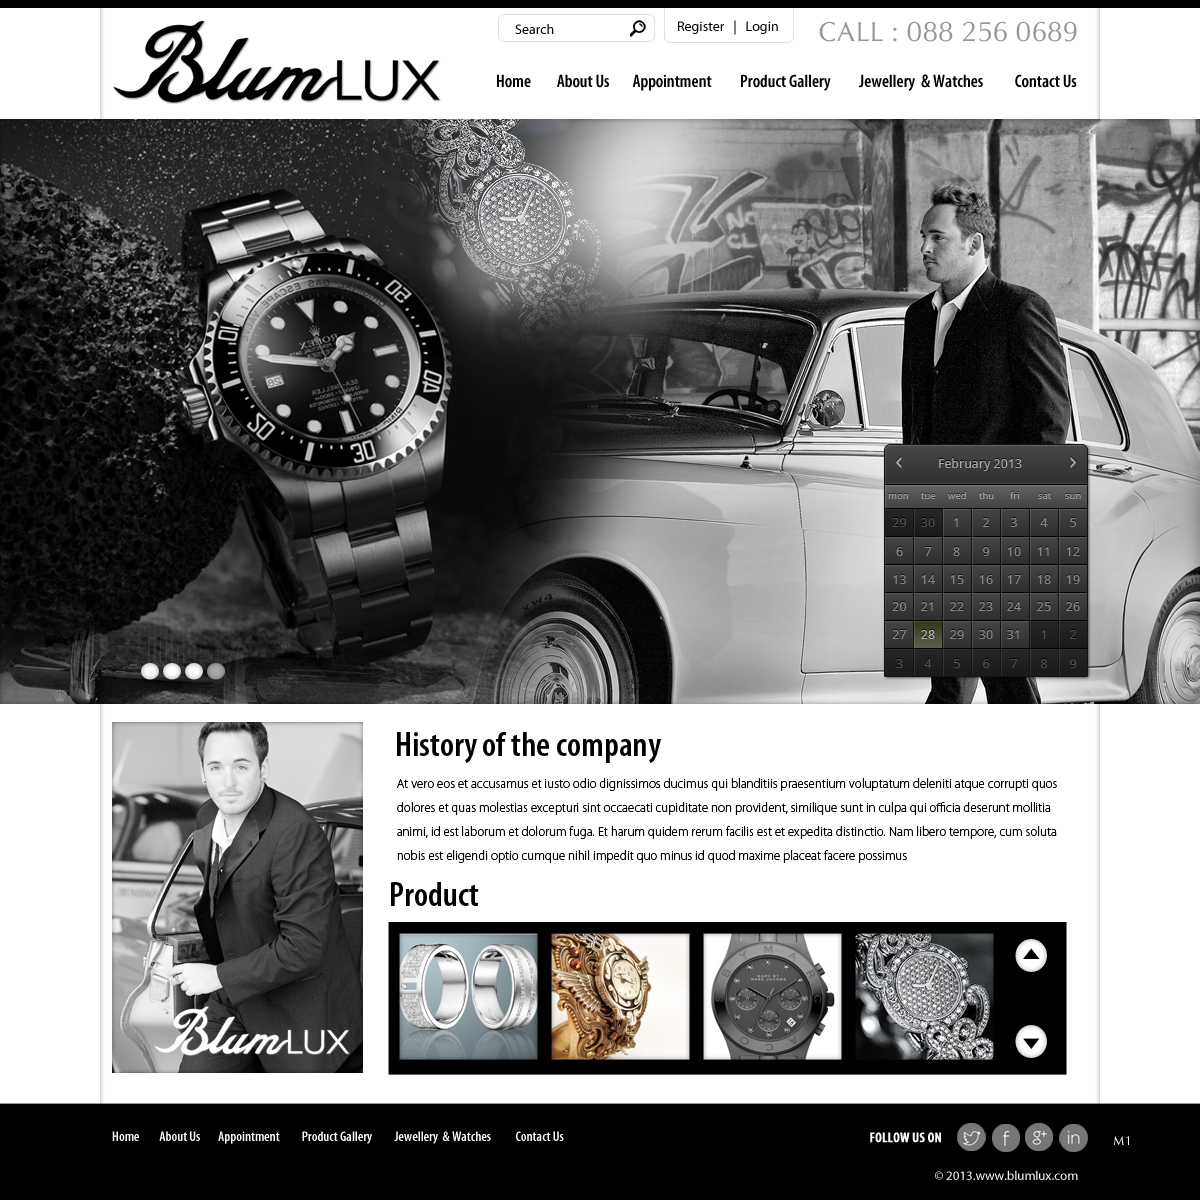 BlumLUX
Search
Register | Login
CALL : 088 256 0689
Home About Us Appointment Product Gallery Jewellery & Watches Contact Us
February 2013
mon tue wed thu fri sat sun
29 30 1 2 3 4 5
6 7 8 9 10 11 12
13 14 15 16 17 18 19
20 21 22 23 24 25 26
27 28 29 30 31 1 2
3 4 5 6 7 8 9
History of the company
At vero eos et accusamus et iusto odio dignissimos ducimus qui blanditiis praesentium voluptatum deleniti atque corrupti quos
dolores et quas molestias excepturi sint occaecati cupiditate non provident, similique sunt in culpa qui officia deserunt mollitia
animi, id est laborum et dolorum fuga. Et harum quidem rerum facilis est et expedita distinctio. Nam libero tempore, cum soluta
nobis est eligendi optio cumque nihil impedit quo minus id quod maxime placeat facere possimus
BlumLUX
Product
MARC BY
MARC JACOBS
Home About Us Appointment Product Gallery Jewellery & Watches Contact Us
FOLLOW US ON
M1
© 2013.www.blumlux.com